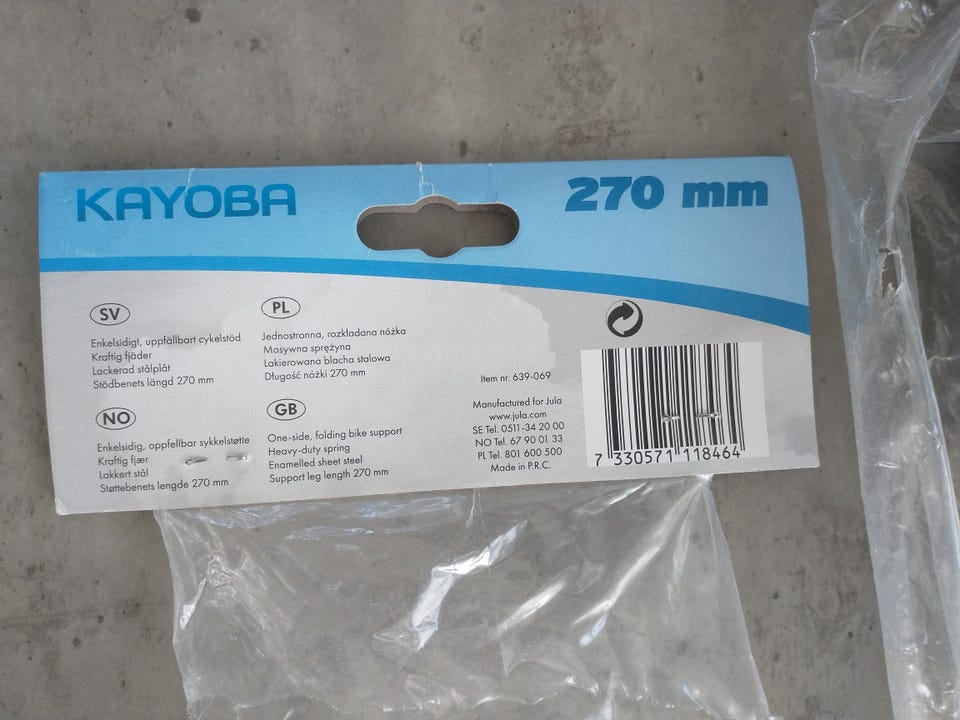 KAYOBA
270 mm
SV
Enkelsidigt, uppfällbart cykelstöd
Kraftig fjäder
Lackerad stålplåt
Stödbenets längd 270 mm
PL
Jednostronna, rozkładana nóżka
Masywna sprężyna
Lakierowana blacha stalowa
Długość nóżki 270 mm
NO
Enkelsidig, oppfellbar sykkelstøtte
Kraftig fjær
Lakkert stål
Støttebenets lengde 270 mm
GB
One-side, folding bike support
Heavy-duty spring
Enamelled sheet steel
Support leg length 270 mm
Item nr. 639-069
Manufactured for Jula
www.jula.com
SE Tel. 0511-34 20 00
NO Tel. 67 90 01 33
PL Tel. 801 600 500
Made in P.R.C.
7 330571 118464